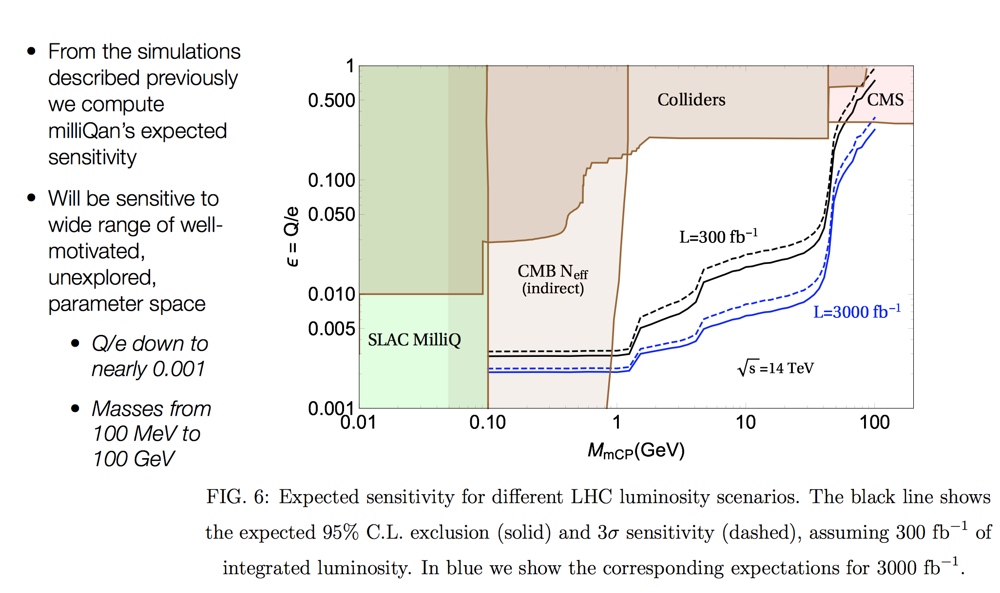 • From the simulations
described previously
we compute
milliQan’s expected
sensitivity
• Will be sensitive to
wide range of well-
motivated,
unexplored,
parameter space
• Q/e down to
nearly 0.001
• Masses from
100 MeV to
100 GeV
1
0.500
0.100
0.050
0.010
0.005
0.001
ϵ = Q/e
Colliders
CMS
L=300 fb⁻¹
CMB N_eff
(indirect)
L=3000 fb⁻¹
SLAC MilliQ
√s =14 TeV
0.01 0.10 1 10 100
M_mCP(GeV)
FIG. 6: Expected sensitivity for different LHC luminosity scenarios. The black line shows
the expected 95% C.L. exclusion (solid) and 3σ sensitivity (dashed), assuming 300 fb⁻¹ of
integrated luminosity. In blue we show the corresponding expectations for 3000 fb⁻¹.